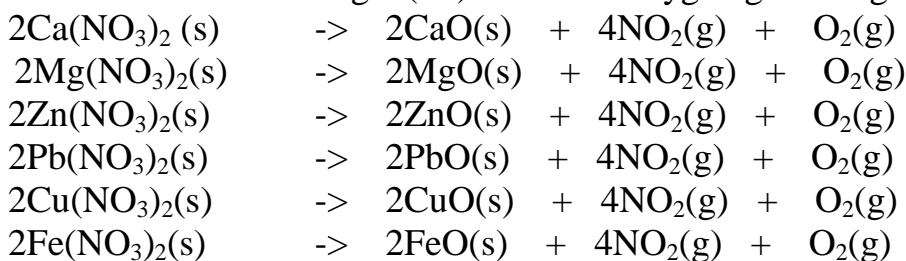 2Ca(NO₃)₂ (s) -> 2CaO(s) + 4NO₂(g) + O₂(g)
2Mg(NO₃)₂(s) -> 2MgO(s) + 4NO₂(g) + O₂(g)
2Zn(NO₃)₂(s) -> 2ZnO(s) + 4NO₂(g) + O₂(g)
2Pb(NO₃)₂(s) -> 2PbO(s) + 4NO₂(g) + O₂(g)
2Cu(NO₃)₂(s) -> 2CuO(s) + 4NO₂(g) + O₂(g)
2Fe(NO₃)₂(s) -> 2FeO(s) + 4NO₂(g) + O₂(g)